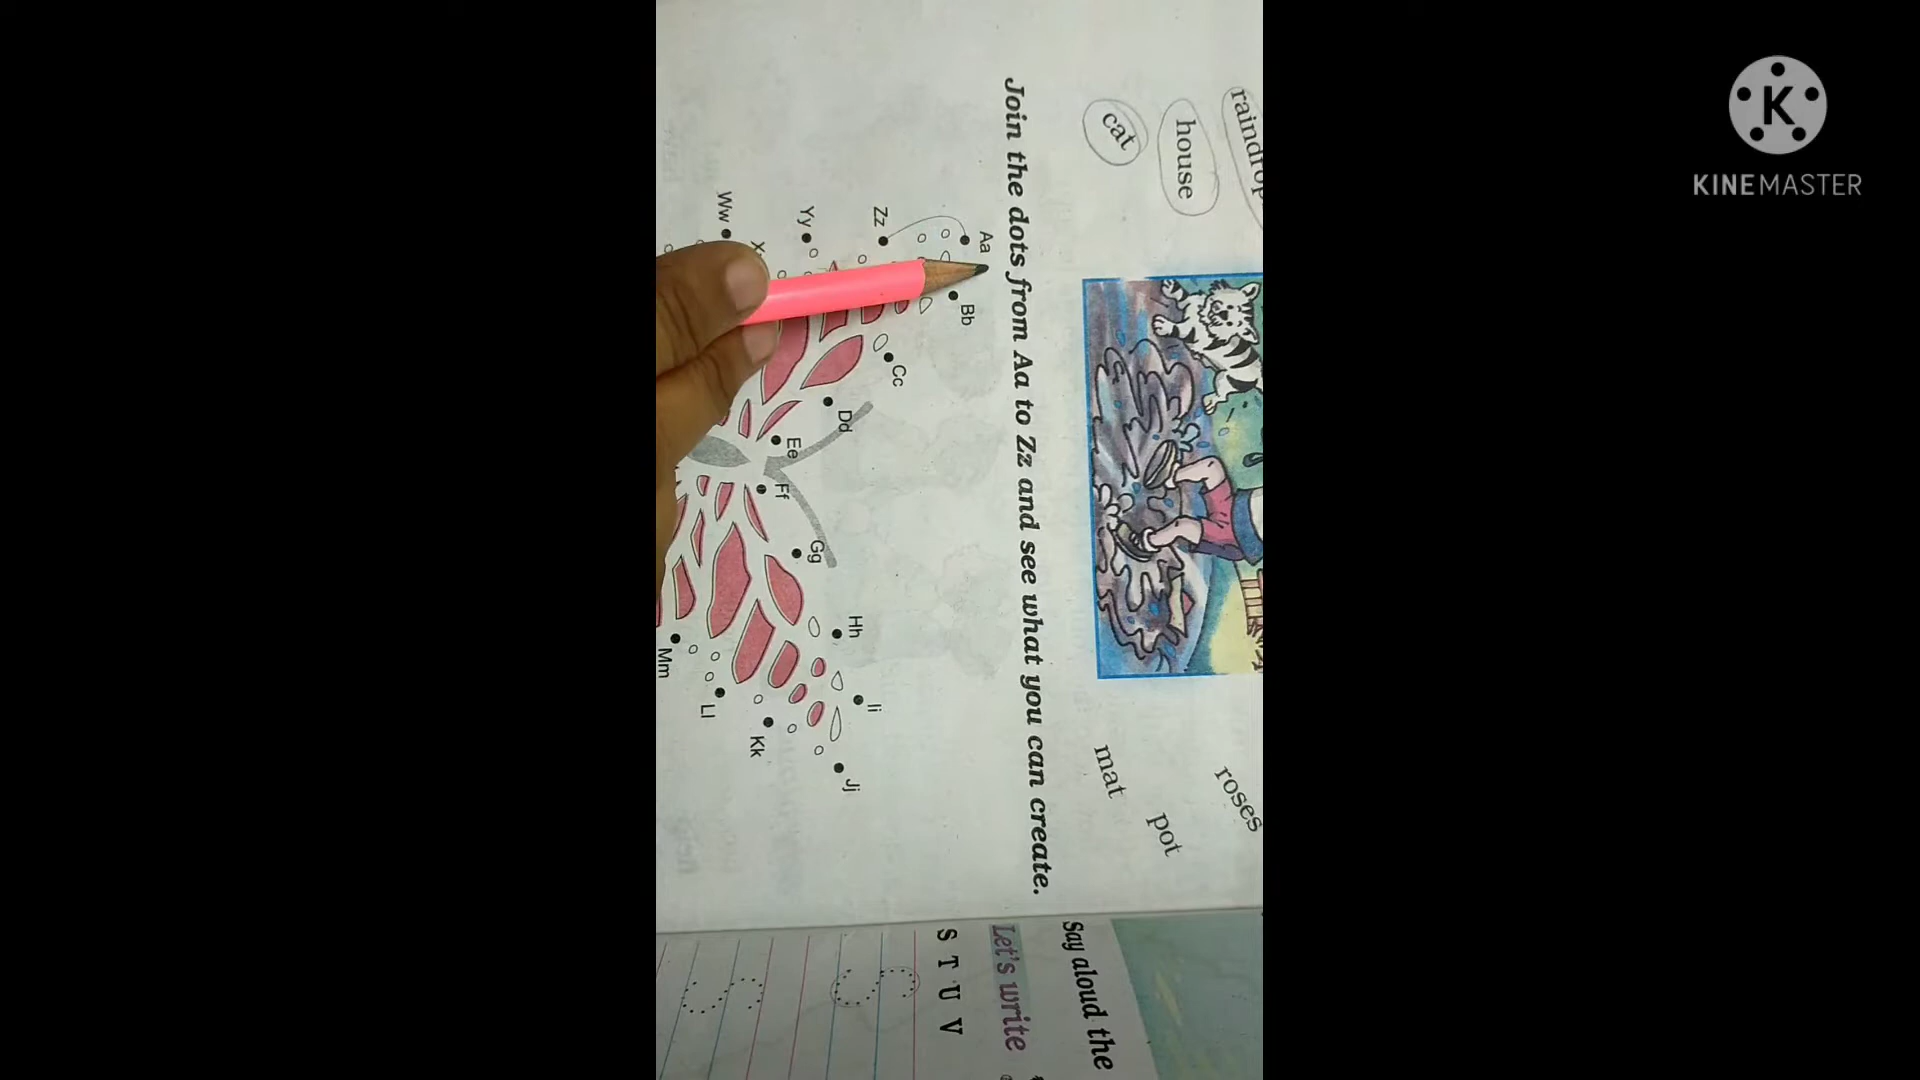 raindrop
house
cat
roses
mat
pot
Join the dots from Aa to Zz and see what you can create.
Aa
Bb
Cc
Dd
Ee
Ff
Gg
Hh
Ii
Jj
Kk
Ll
Mm
Ww
Yy
Zz
Say aloud the
Let's write
S T U V
KINEMASTER